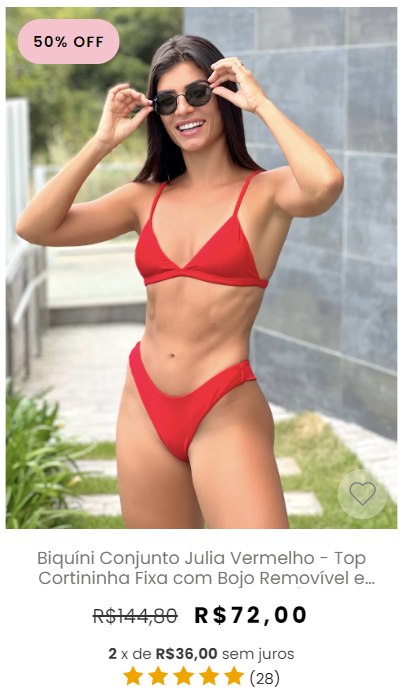 50% OFF
Biquíni Conjunto Julia Vermelho - Top
Cortininha Fixa com Bojo Removível e...
R$144,80 R$72,00
2 x de R$36,00 sem juros
(28)